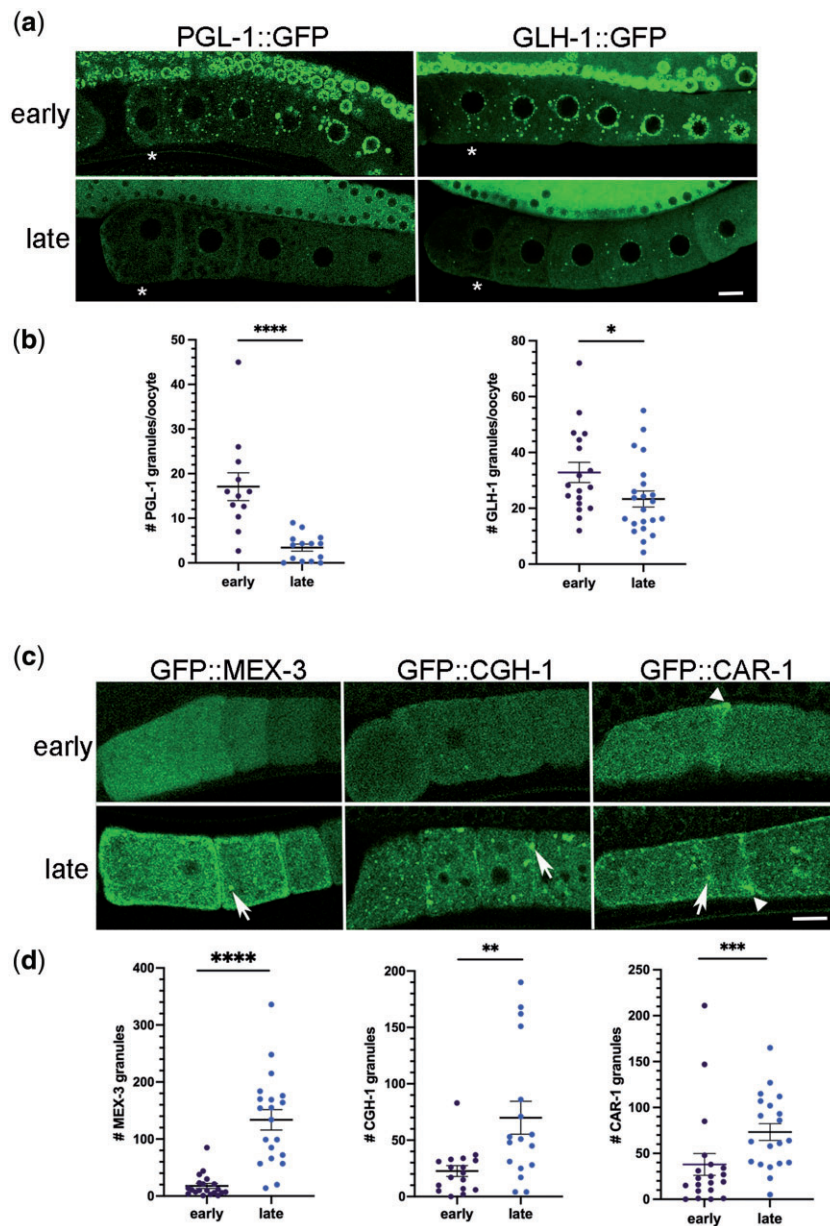 (a)
PGL-1::GFP GLH-1::GFP
early
*
*
late
*
*
(b)
**** *
# PGL-1 granules/oocyte
50
40
30
20
10
0
early late
# GLH-1 granules/oocyte
80
60
40
20
0
early late
(c)
GFP::MEX-3 GFP::CGH-1 GFP::CAR-1
early
late
(d)
**** ** ***
# MEX-3 granules
400
300
200
100
0
early late
# CGH-1 granules
200
150
100
50
0
early late
# CAR-1 granules
250
200
150
100
50
0
early late